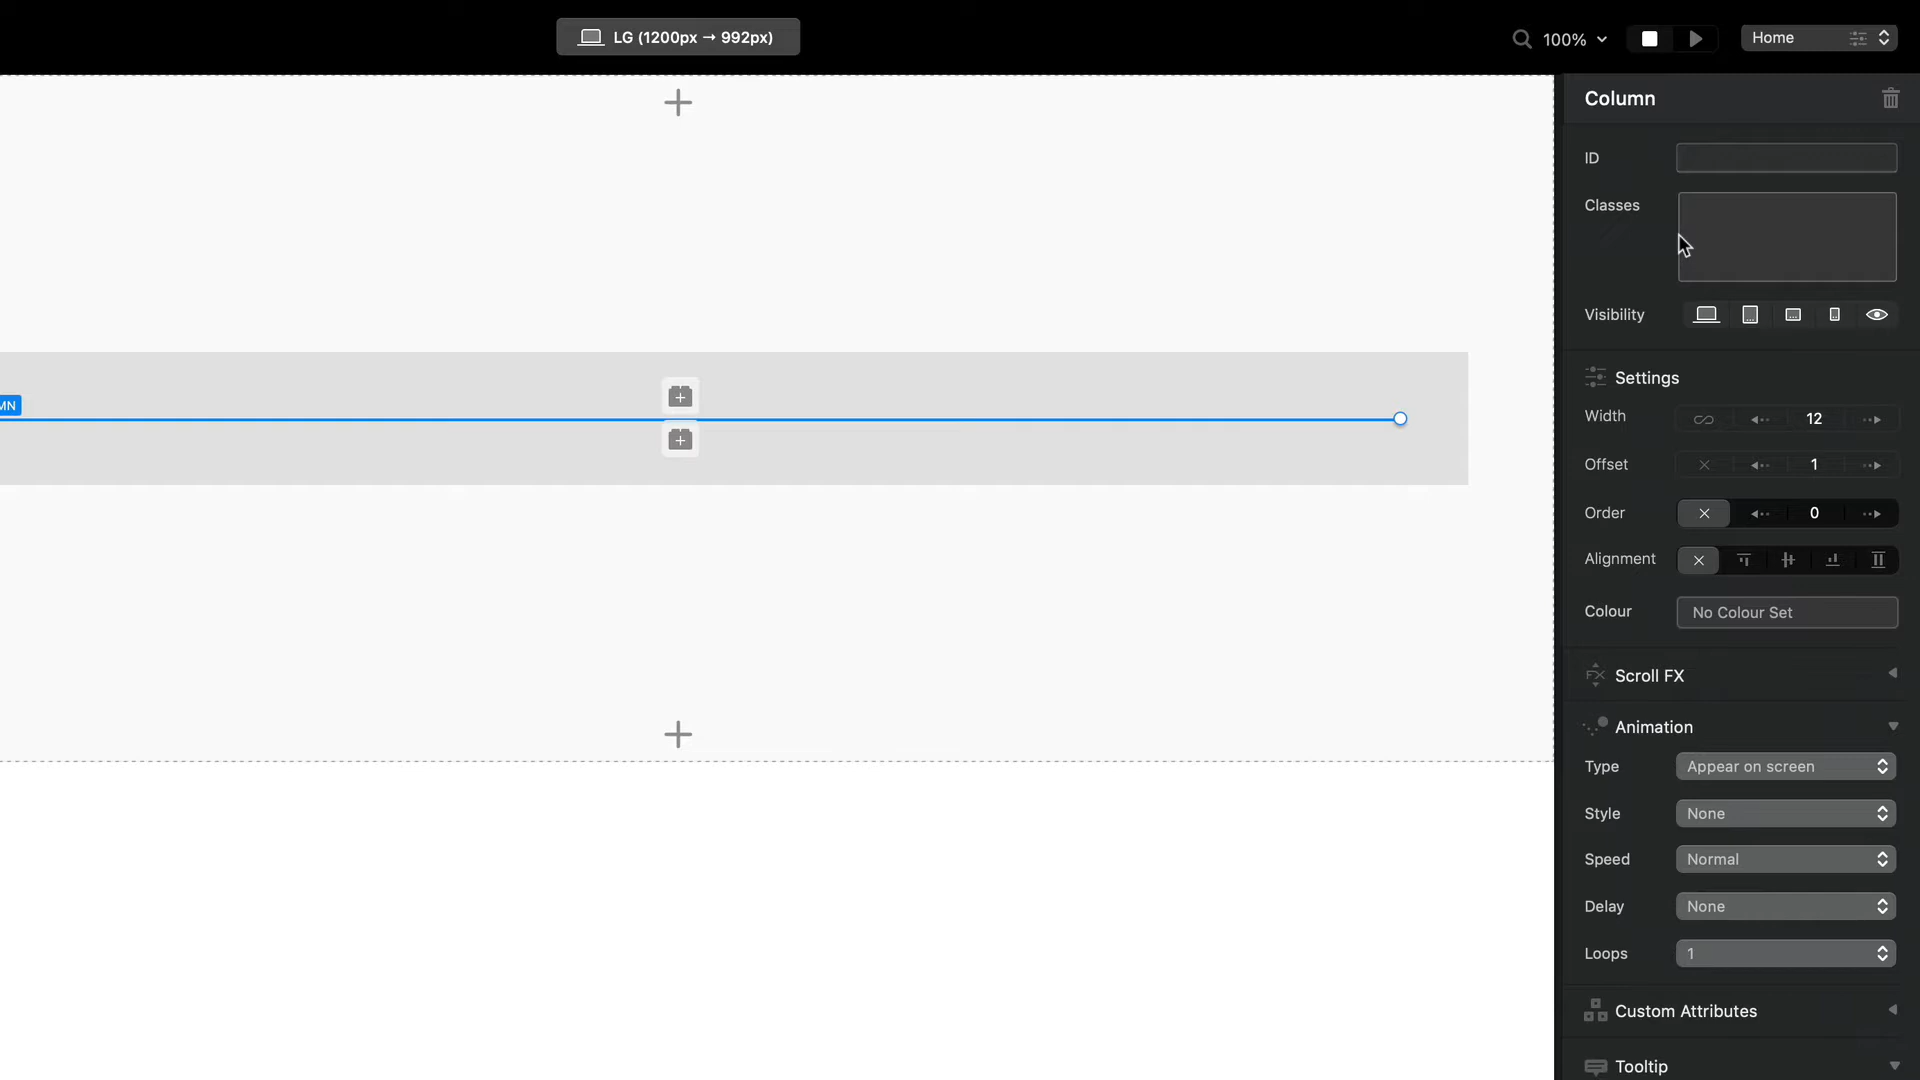 LG (1200px → 992px)
100%
Home
Column
ID
Classes
Visibility
Settings
Width
12
Offset
1
Order
0
Alignment
Colour
No Colour Set
MN
FX
Scroll FX
Animation
Type
Appear on screen
Style
None
Speed
Normal
Delay
None
Loops
1
Custom Attributes
Tooltip